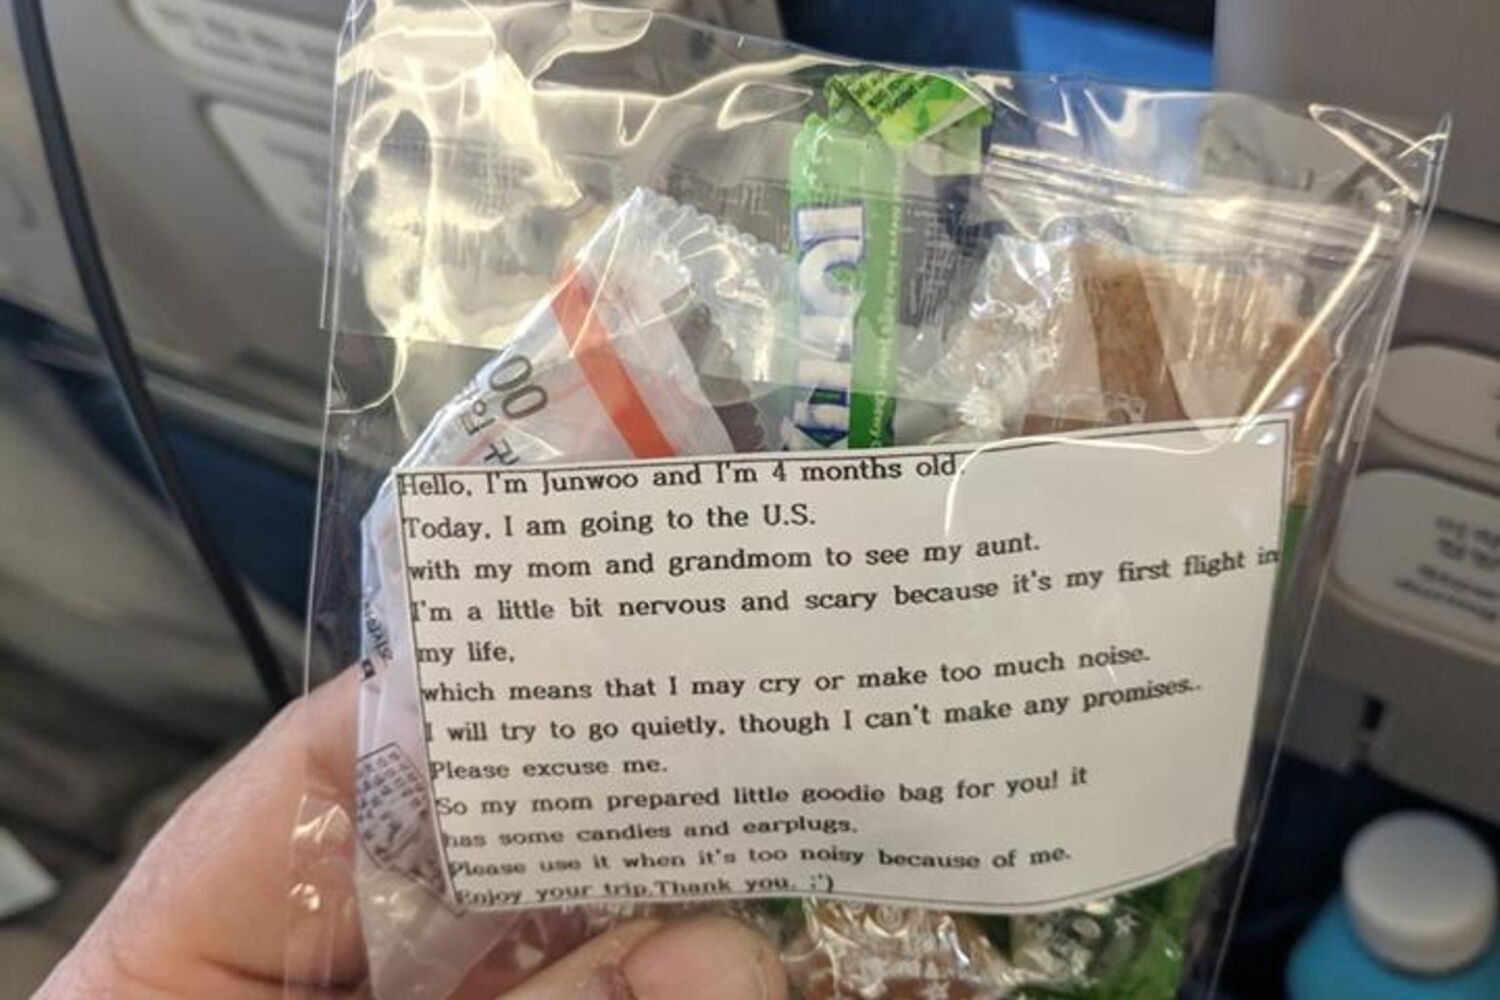 00
Hello, I'm Junwoo and I'm 4 months old.
Today, I am going to the U.S.
with my mom and grandmom to see my aunt.
I'm a little bit nervous and scary because it's my first flight in
my life,
which means that I may cry or make too much noise.
I will try to go quietly, though I can't make any promises..
Please excuse me.
So my mom prepared little goodie bag for you! it
has some candies and earplugs.
Please use it when it's too noisy because of me.
Enjoy your trip.Thank you. :')